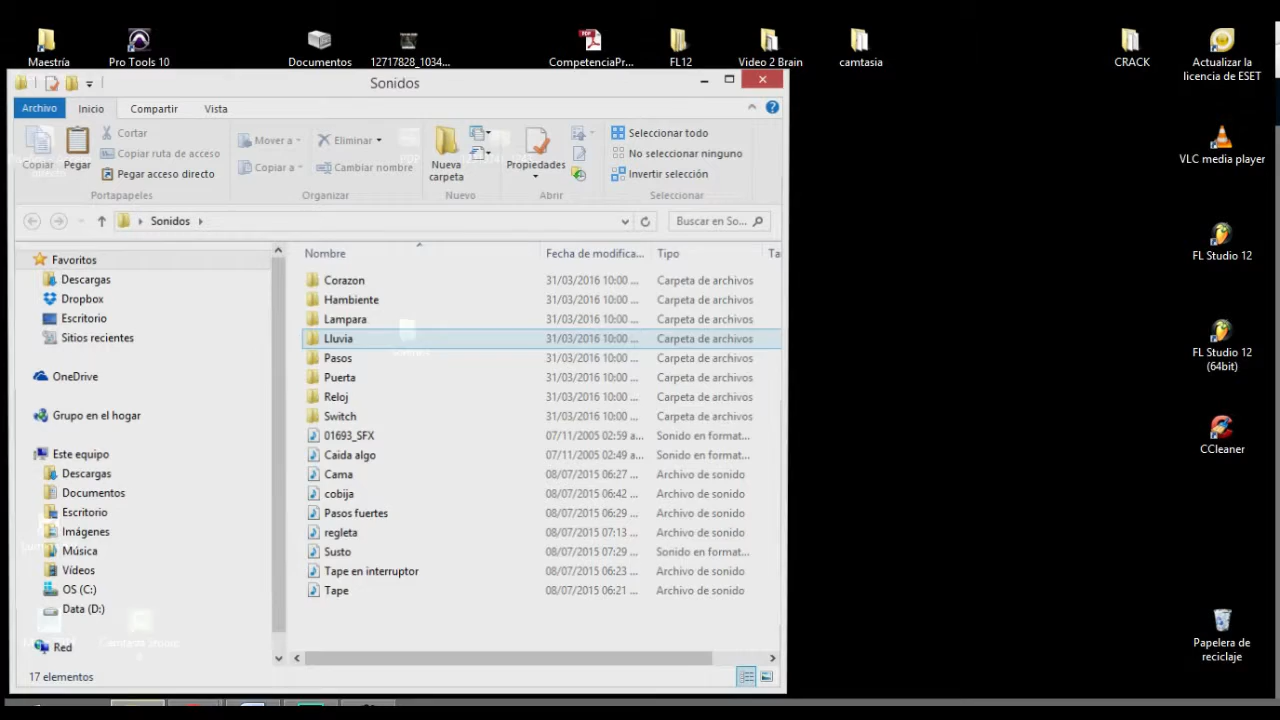 Maestría
Pro Tools 10
Documentos
12717828_1034...
CompetenciaPr...
FL12
Video 2 Brain
camtasia
CRACK
Actualizar la
licencia de ESET
Sonidos
Archivo
Inicio
Compartir
Vista
Copiar
Pegar
Cortar
Copiar ruta de acceso
Pegar acceso directo
Portapapeles
Mover a
Copiar a
Eliminar
Cambiar nombre
Organizar
Nueva
carpeta
Nuevo
Propiedades
Abrir
Seleccionar todo
No seleccionar ninguno
Invertir selección
Seleccionar
Sonidos
Buscar en So...
Favoritos
Descargas
Dropbox
Escritorio
Sitios recientes
OneDrive
Grupo en el hogar
Este equipo
Descargas
Documentos
Escritorio
Imágenes
Música
Vídeos
OS (C:)
Data (D:)
Red
Nombre Fecha de modifica... Tipo Ta
Corazon 31/03/2016 10:00 ... Carpeta de archivos
Hambiente 31/03/2016 10:00 ... Carpeta de archivos
Lampara 31/03/2016 10:00 ... Carpeta de archivos
Lluvia 31/03/2016 10:00 ... Carpeta de archivos
Pasos 31/03/2016 10:00 ... Carpeta de archivos
Puerta 31/03/2016 10:00 ... Carpeta de archivos
Reloj 31/03/2016 10:00 ... Carpeta de archivos
Switch 31/03/2016 10:00 ... Carpeta de archivos
01693_SFX 07/11/2005 02:59 a... Sonido en format...
Caida algo 07/11/2005 02:49 a... Sonido en format...
Cama 08/07/2015 06:27 ... Archivo de sonido
cobija 08/07/2015 06:42 ... Archivo de sonido
Pasos fuertes 08/07/2015 06:29 ... Archivo de sonido
regleta 08/07/2015 07:13 ... Archivo de sonido
Susto 08/07/2015 07:29 ... Sonido en format...
Tape en interruptor 08/07/2015 06:23 ... Archivo de sonido
Tape 08/07/2015 06:21 ... Archivo de sonido
17 elementos
VLC media player
FL Studio 12
FL Studio 12
(64bit)
CCleaner
Papelera de
reciclaje